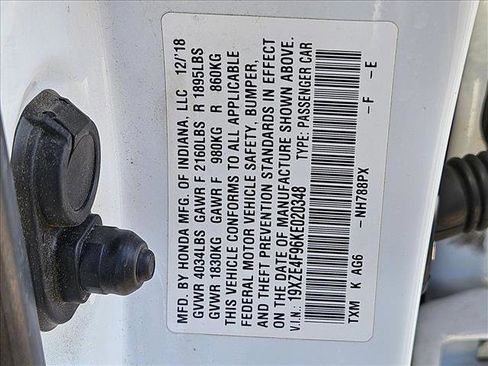 MFD. BY HONDA MFG. OF INDIANA, LLC 12/'18
GVWR 4034LBS GAWR F 2160LBS R 1895LBS
GVWR 1830KG GAWR F 980KG R 860KG
THIS VEHICLE CONFORMS TO ALL APPLICABLE
FEDERAL MOTOR VEHICLE SAFETY, BUMPER,
AND THEFT PREVENTION STANDARDS IN EFFECT
ON THE DATE OF MANUFACTURE SHOWN ABOVE.
V.I.N.: 19XZE4F96KE020348 TYPE: PASSENGER CAR
TXM K AG6 -NH788PX -F -E